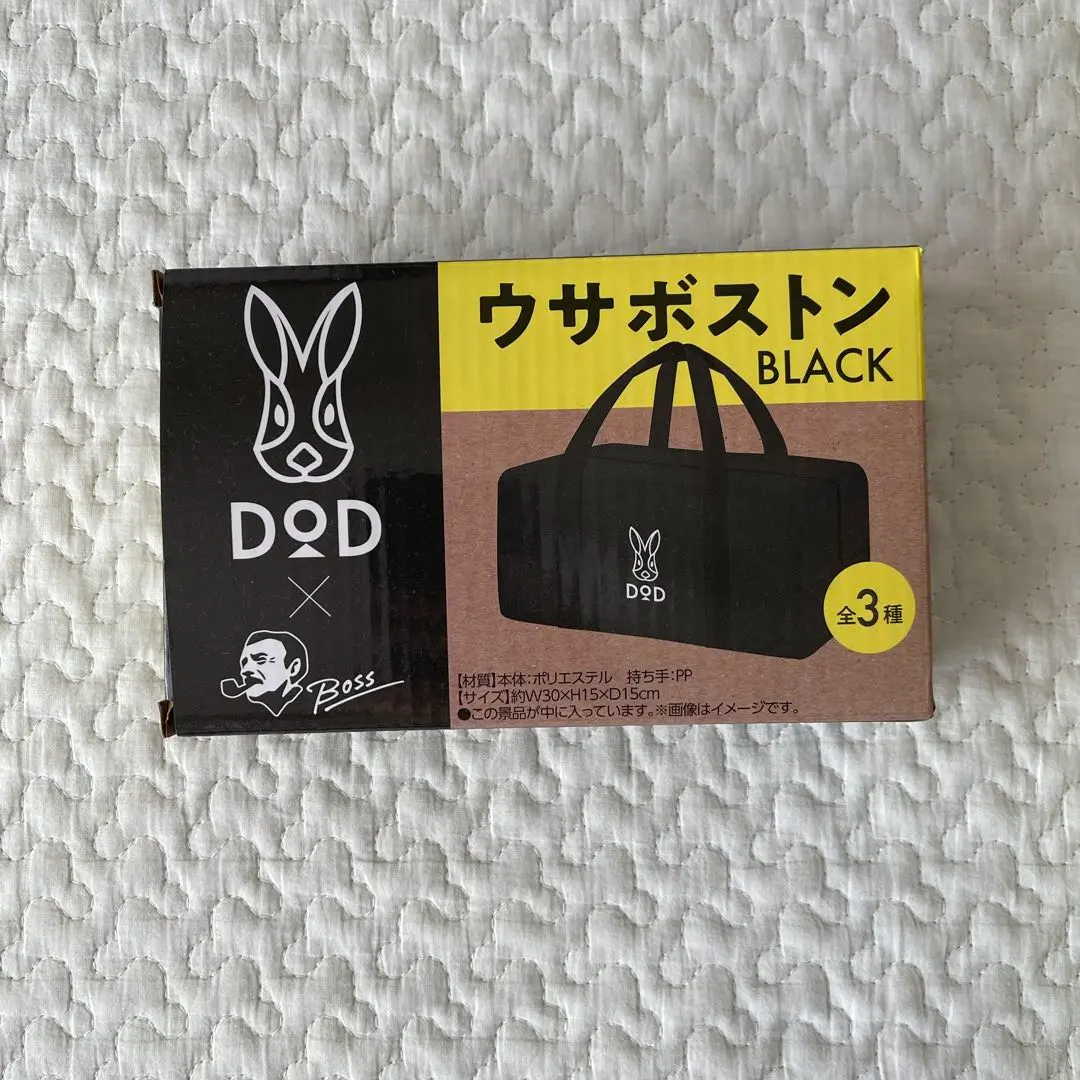 DOD
×
BOSS
ウサボストン
BLACK
DOD
全3種
【材質】本体:ポリエステル 持ち手:PP
【サイズ】約W30×H15×D15cm
●この景品が中に入っています。※画像はイメージです。